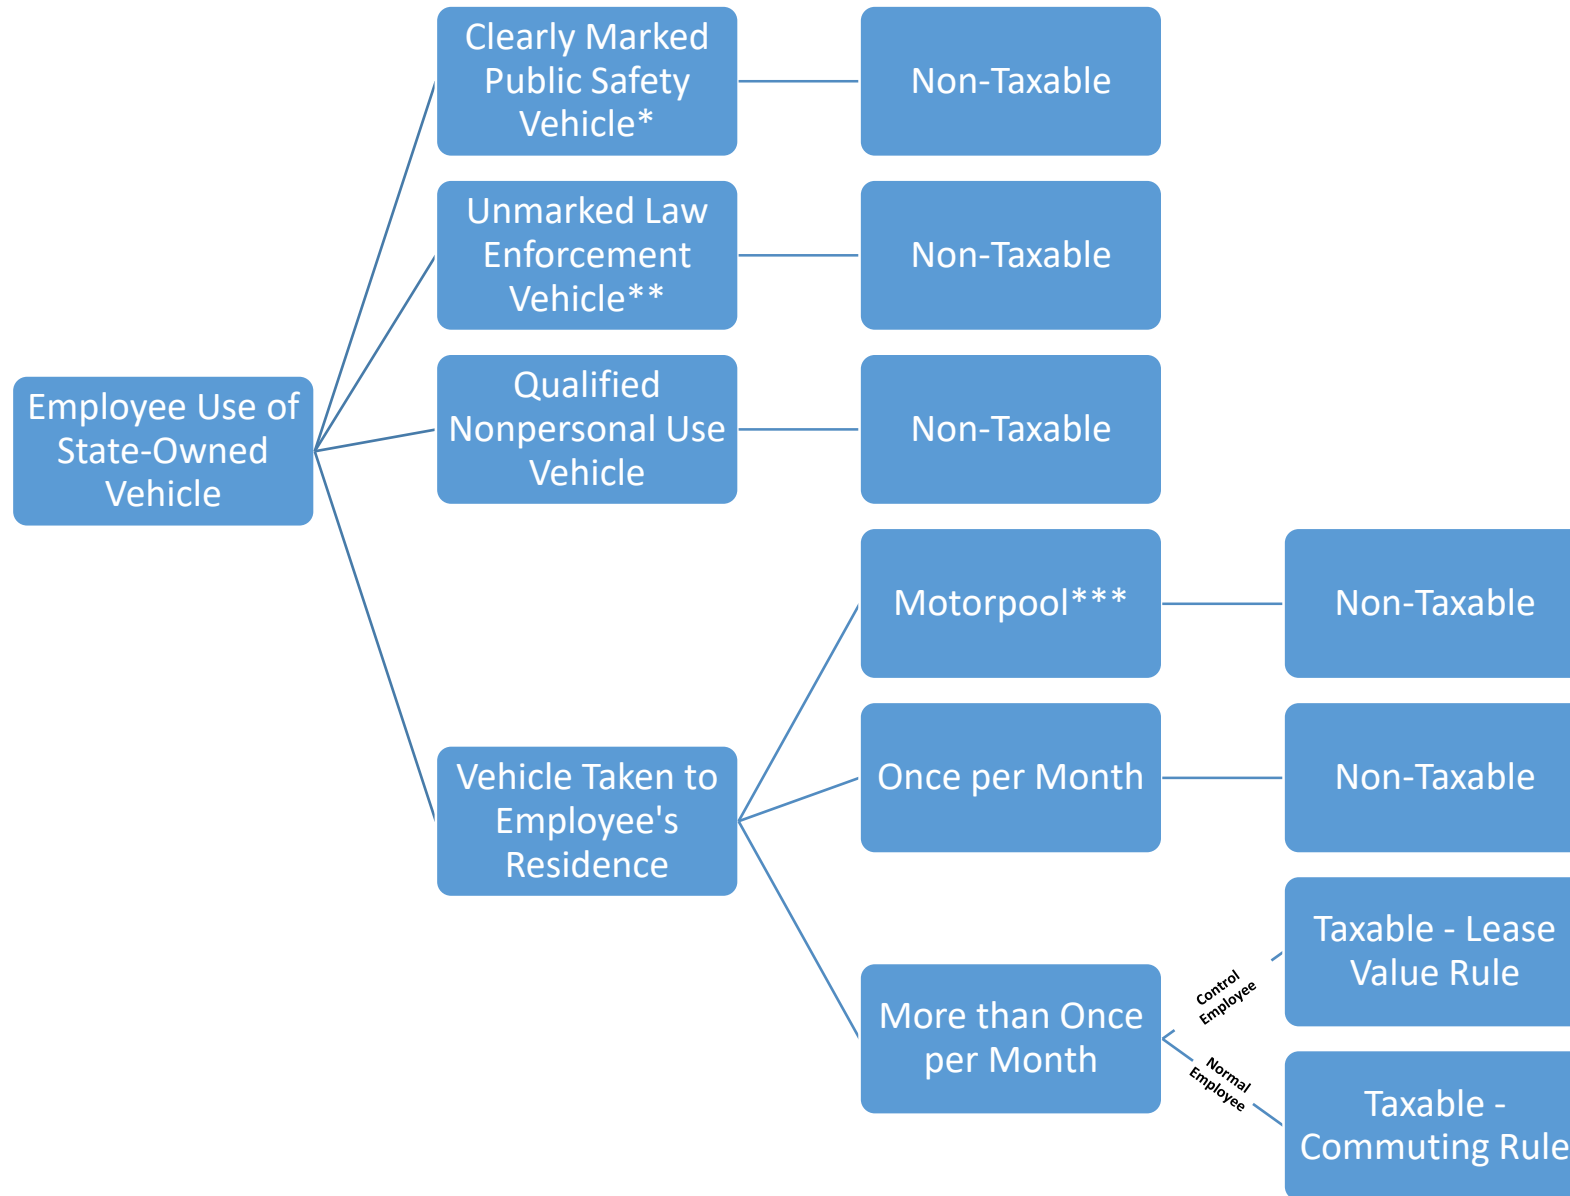 Employee Use of
State-Owned
Vehicle
Clearly Marked
Public Safety
Vehicle*
Non-Taxable
Unmarked Law
Enforcement
Vehicle**
Non-Taxable
Qualified
Nonpersonal Use
Vehicle
Non-Taxable
Vehicle Taken to
Employee's
Residence
Motorpool***
Non-Taxable
Once per Month
Non-Taxable
More than Once
per Month
Control
Employee
Taxable - Lease
Value Rule
Normal
Employee
Taxable -
Commuting Rule